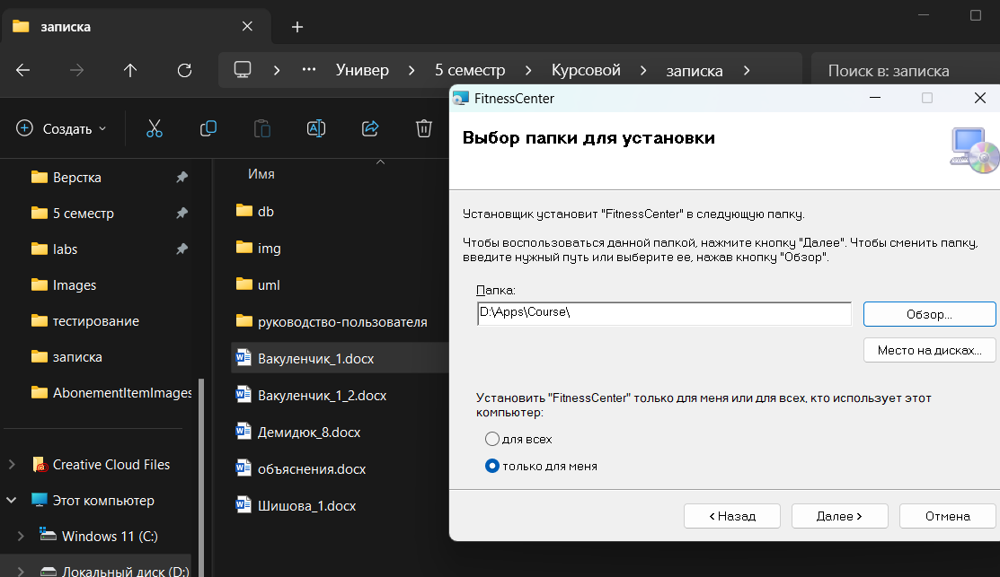 записка
Универ
5 семестр
Курсовой
записка
Поиск в: записка
Создать
Верстка
5 семестр
labs
Images
тестирование
записка
AbonementItemImages
Creative Cloud Files
Этот компьютер
Windows 11 (C:)
Локальный диск (D:)
Имя
db
img
uml
руководство-пользователя
Вакуленчик_1.docx
Вакуленчик_1_2.docx
Демидюк_8.docx
объяснения.docx
Шишова_1.docx
FitnessCenter
Выбор папки для установки
Установщик установит "FitnessCenter" в следующую папку.
Чтобы воспользоваться данной папкой, нажмите кнопку "Далее". Чтобы сменить папку,
введите нужный путь или выберите ее, нажав кнопку "Обзор".
Папка:
D:\Apps\Course\
Обзор...
Место на дисках...
Установить "FitnessCenter" только для меня или для всех, кто использует этот
компьютер:
для всех
только для меня
< Назад
Далее >
Отмена